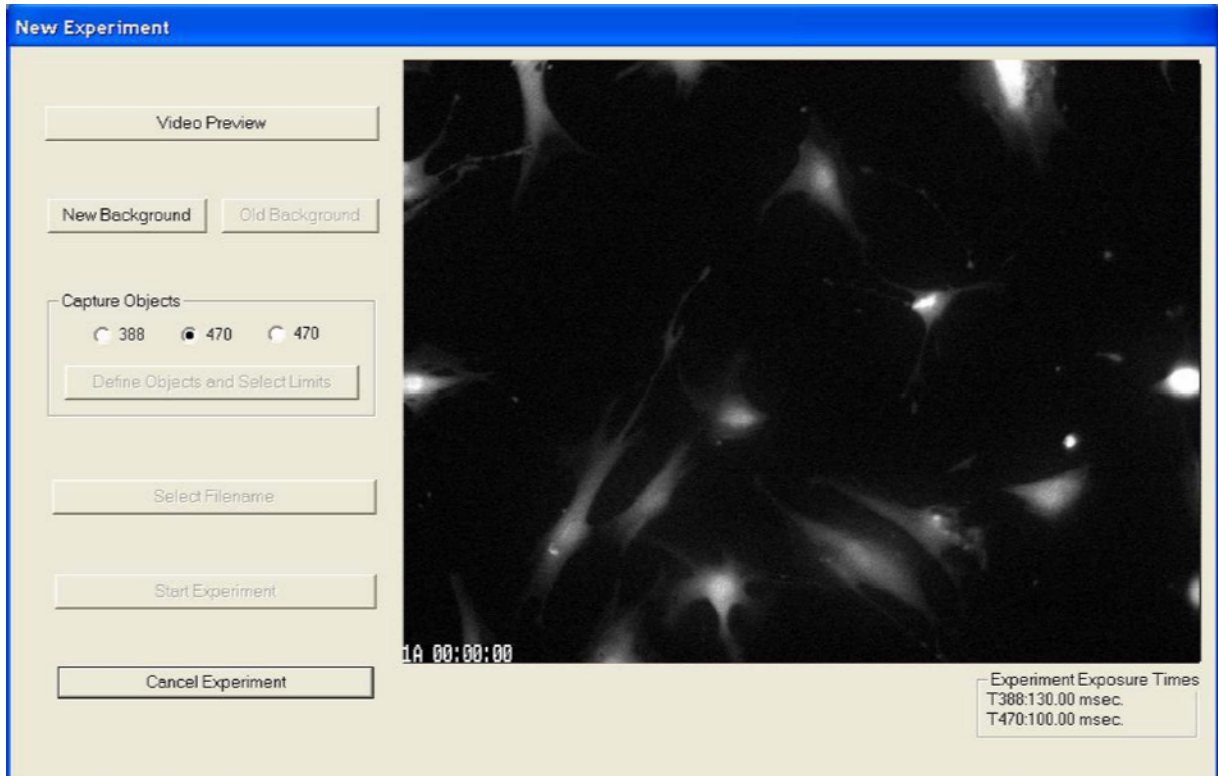 New Experiment
Video Preview
New Background Old Background
Capture Objects
388 470 470
Define Objects and Select Limits
Select Filename
Start Experiment
Cancel Experiment
1A 00:00:00
Experiment Exposure Times
T388:130.00 msec.
T470:100.00 msec.